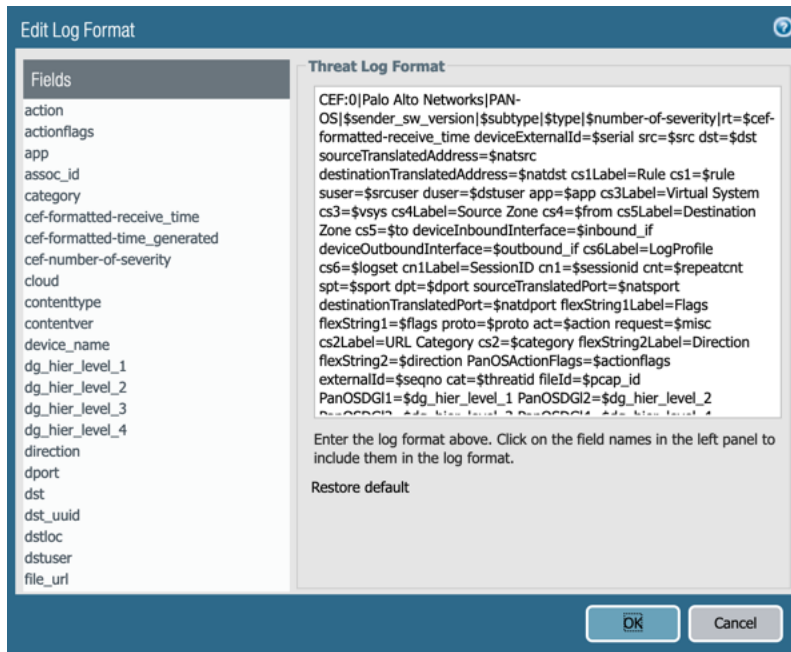 Edit Log Format
Fields
action
actionflags
app
assoc_id
category
cef-formatted-receive_time
cef-formatted-time_generated
cef-number-of-severity
cloud
contenttype
contentver
device_name
dg_hier_level_1
dg_hier_level_2
dg_hier_level_3
dg_hier_level_4
direction
dport
dst
dst_uuid
dstloc
dstuser
file_url
Threat Log Format
CEF:0|Palo Alto Networks|PAN-
OS|$sender_sw_version|$subtype|$type|$number-of-severity|rt=$cef-
formatted-receive_time deviceExternalId=$serial src=$src dst=$dst
sourceTranslatedAddress=$natsrc
destinationTranslatedAddress=$natdst cs1Label=Rule cs1=$rule
suser=$srcuser duser=$dstuser app=$app cs3Label=Virtual System
cs3=$vsys cs4Label=Source Zone cs4=$from cs5Label=Destination
Zone cs5=$to deviceInboundInterface=$inbound_if
deviceOutboundInterface=$outbound_if cs6Label=LogProfile
cs6=$logset cn1Label=SessionID cn1=$sessionid cnt=$repeatcnt
spt=$sport dpt=$dport sourceTranslatedPort=$natsport
destinationTranslatedPort=$natdport flexString1Label=Flags
flexString1=$flags proto=$proto act=$action request=$misc
cs2Label=URL Category cs2=$category flexString2Label=Direction
flexString2=$direction PanOSActionFlags=$actionflags
externalId=$seqno cat=$threatid fileId=$pcap_id
PanOSDGl1=$dg_hier_level_1 PanOSDGl2=$dg_hier_level_2
Enter the log format above. Click on the field names in the left panel to
include them in the log format.
Restore default
OK
Cancel